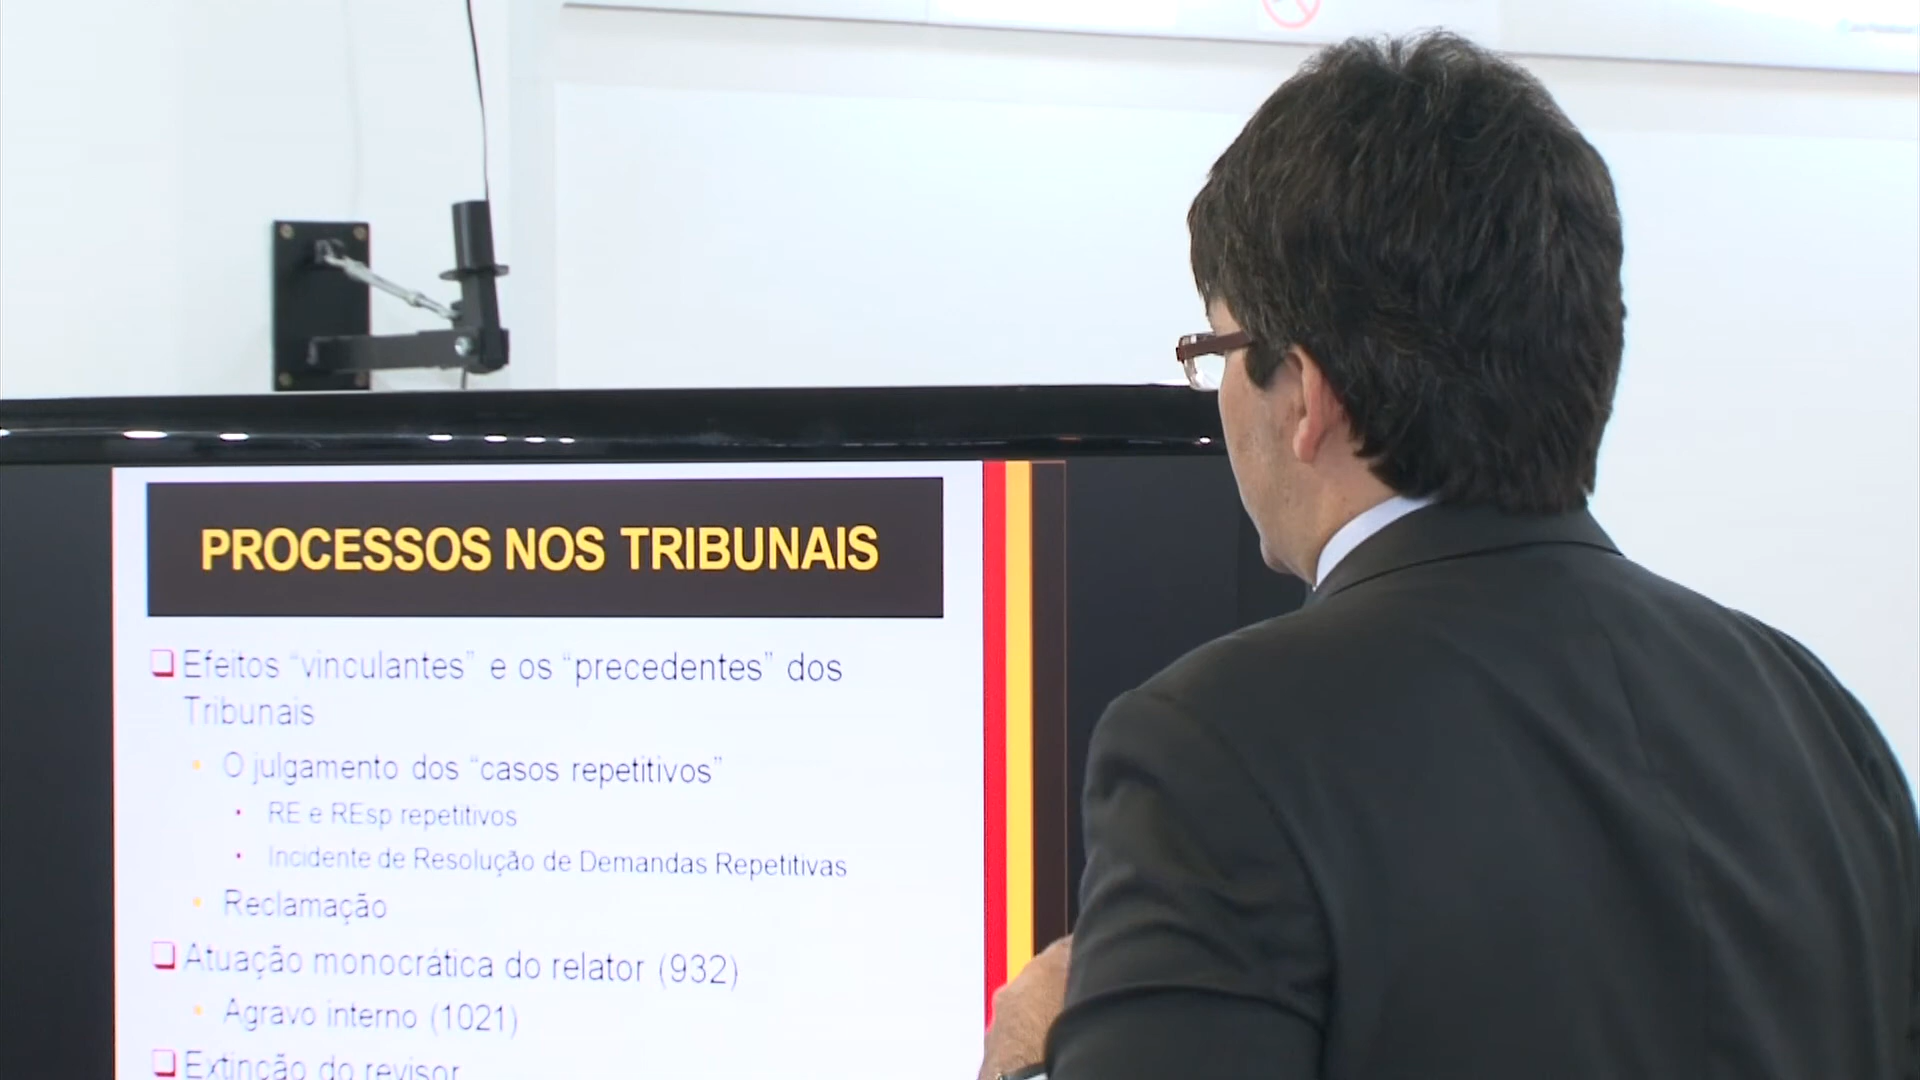 PROCESSOS NOS TRIBUNAIS
Efeitos “vinculantes” e os “precedentes” dos
Tribunais
O julgamento dos “casos repetitivos”
RE e REsp repetitivos
Incidente de Resolução de Demandas Repetitivas
Reclamação
Atuação monocrática do relator (932)
Agravo interno (1021)
Extinção do revisor